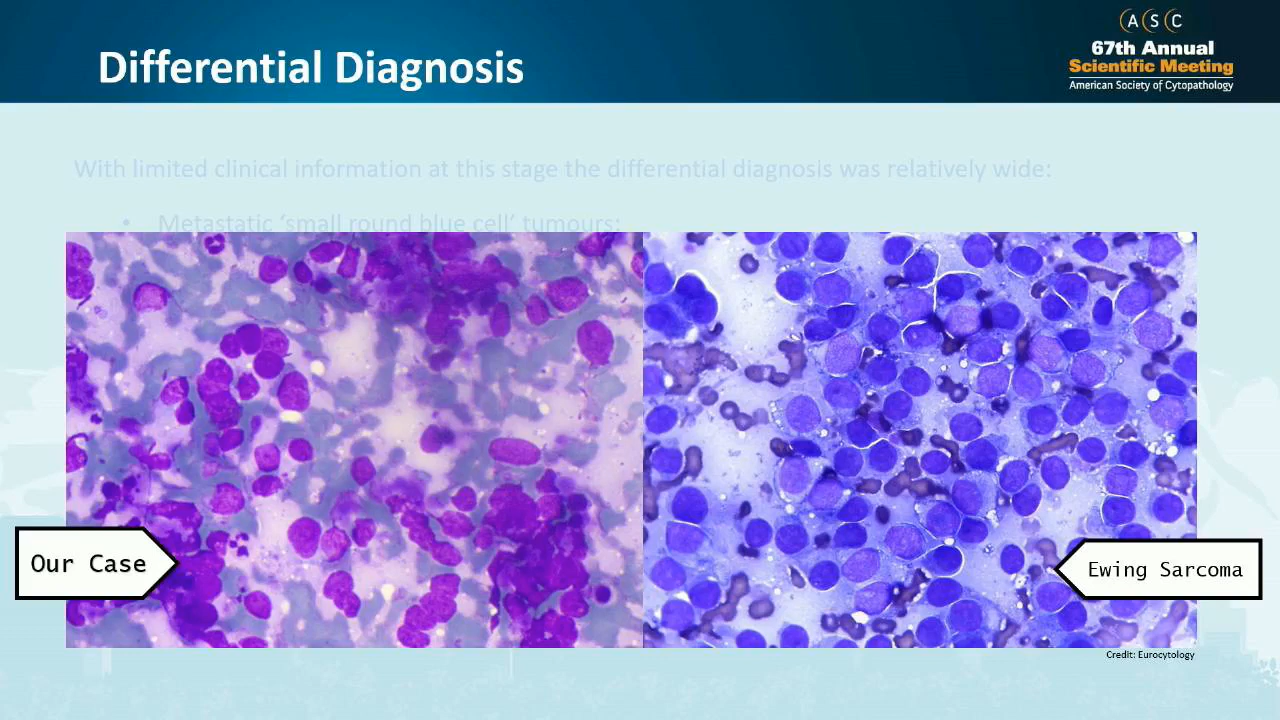 Differential Diagnosis
(A (S (C
67th Annual
Scientific Meeting
American Society of Cytopathology
With limited clinical information at this stage the differential diagnosis was relatively wide:
• Metastatic ‘small round blue cell’ tumours:
Our Case
Ewing Sarcoma
Credit: Eurocytology